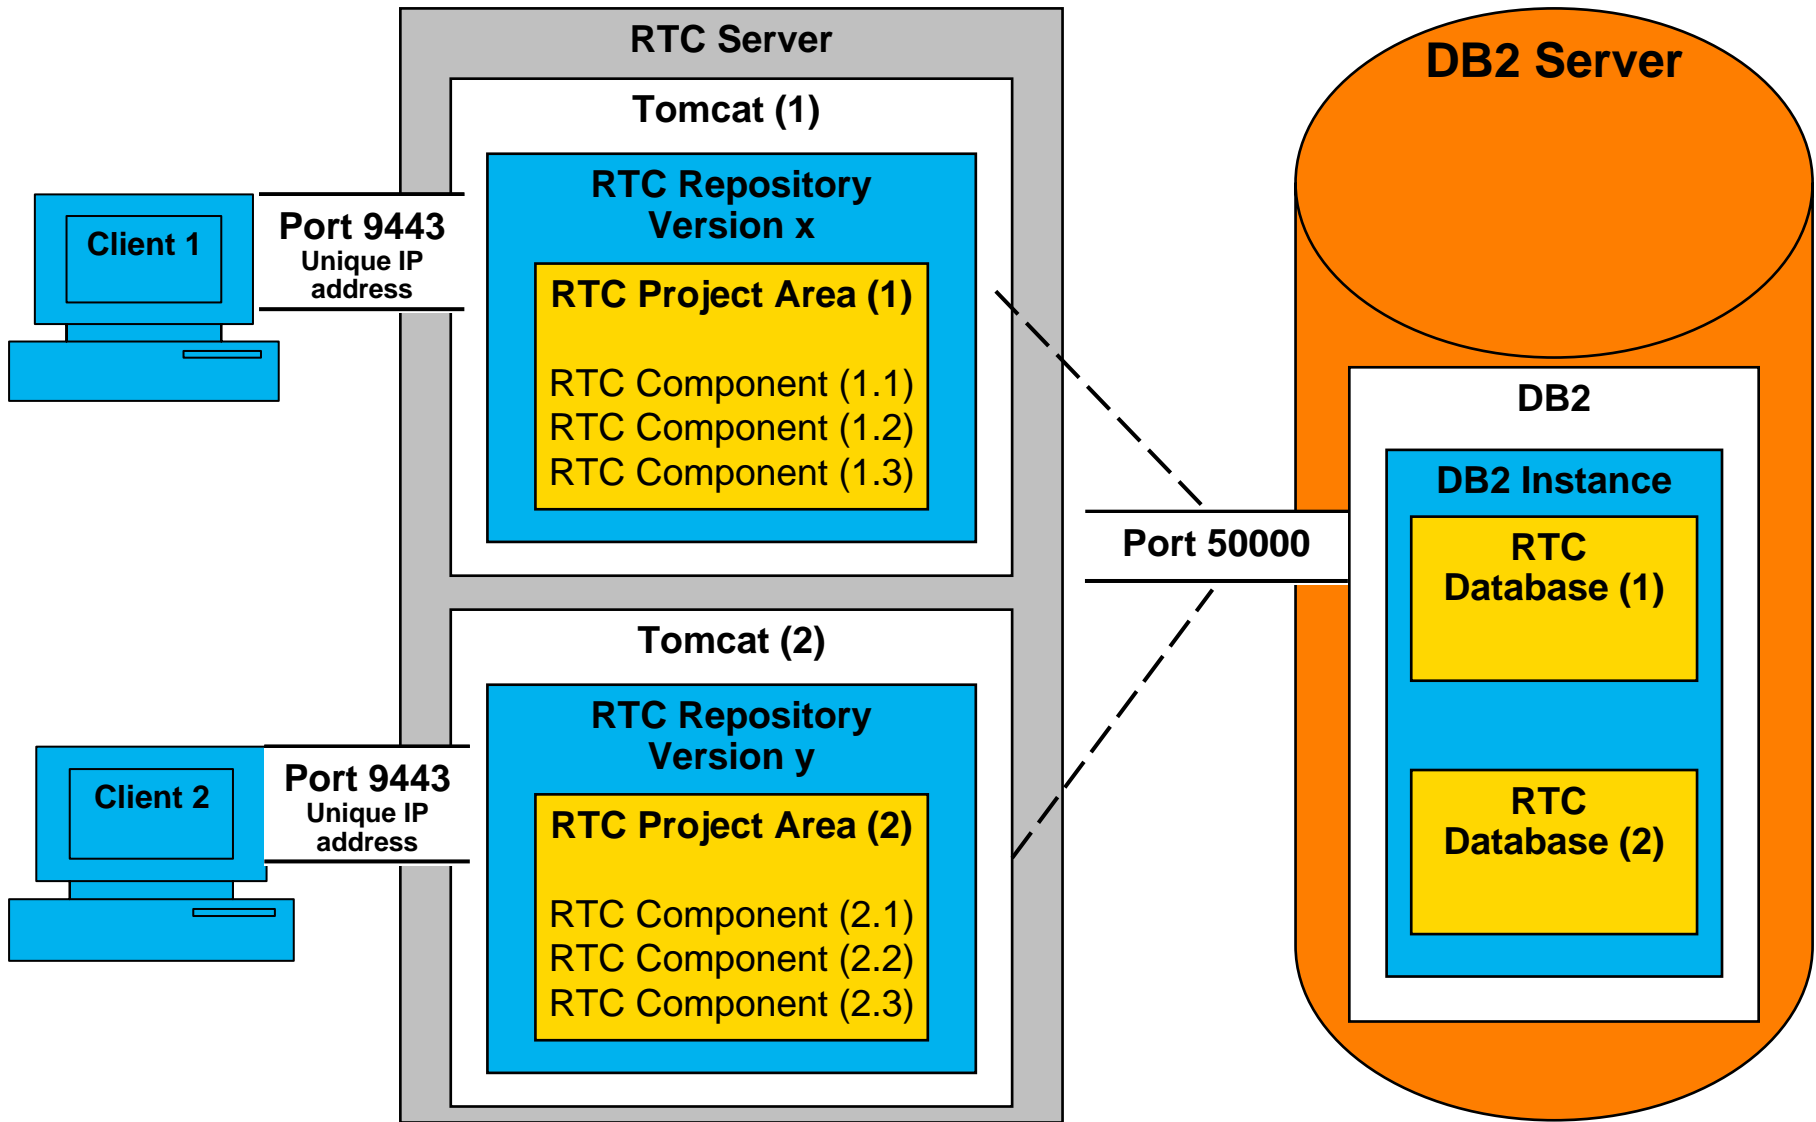 RTC Server
Tomcat (1)
RTC Repository
Version x
RTC Project Area (1)
RTC Component (1.1)
RTC Component (1.2)
RTC Component (1.3)
Client 1
Port 9443
Unique IP
address
Tomcat (2)
RTC Repository
Version y
RTC Project Area (2)
RTC Component (2.1)
RTC Component (2.2)
RTC Component (2.3)
Client 2
Port 9443
Unique IP
address
Port 50000
DB2 Server
DB2
DB2 Instance
RTC
Database (1)
RTC
Database (2)